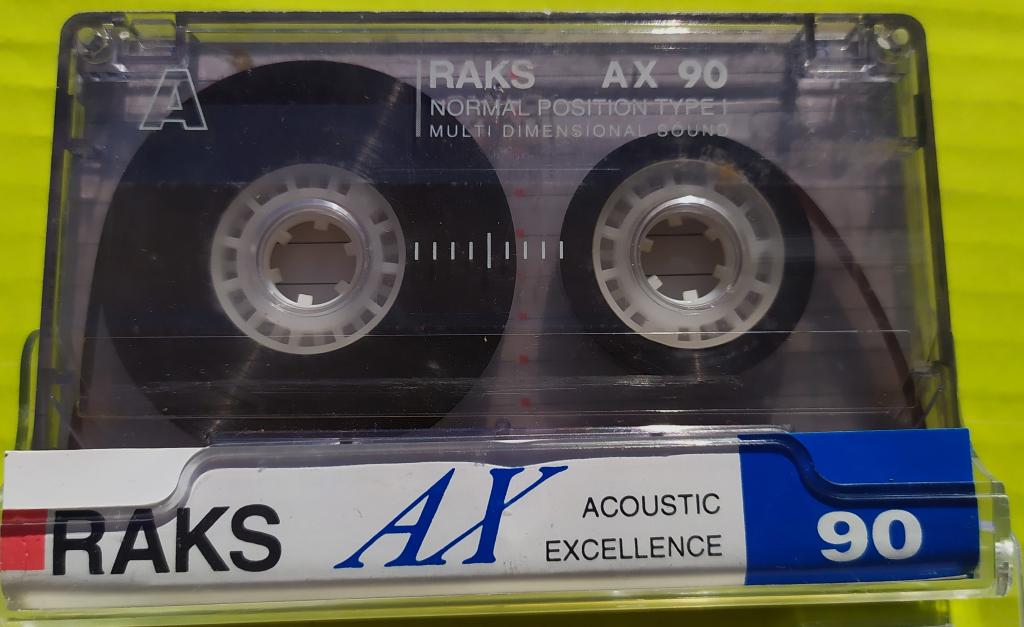 A
RAKS AX 90
NORMAL POSITION TYPE I
MULTI DIMENSIONAL SOUND
RAKS AX ACOUSTIC EXCELLENCE 90